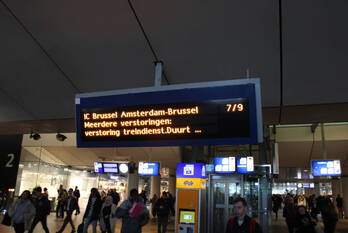 IC Brussel Amsterdam-Brussel 7/9
Meerdere verstoringen:
verstoring treindienst.Duurt ...
2